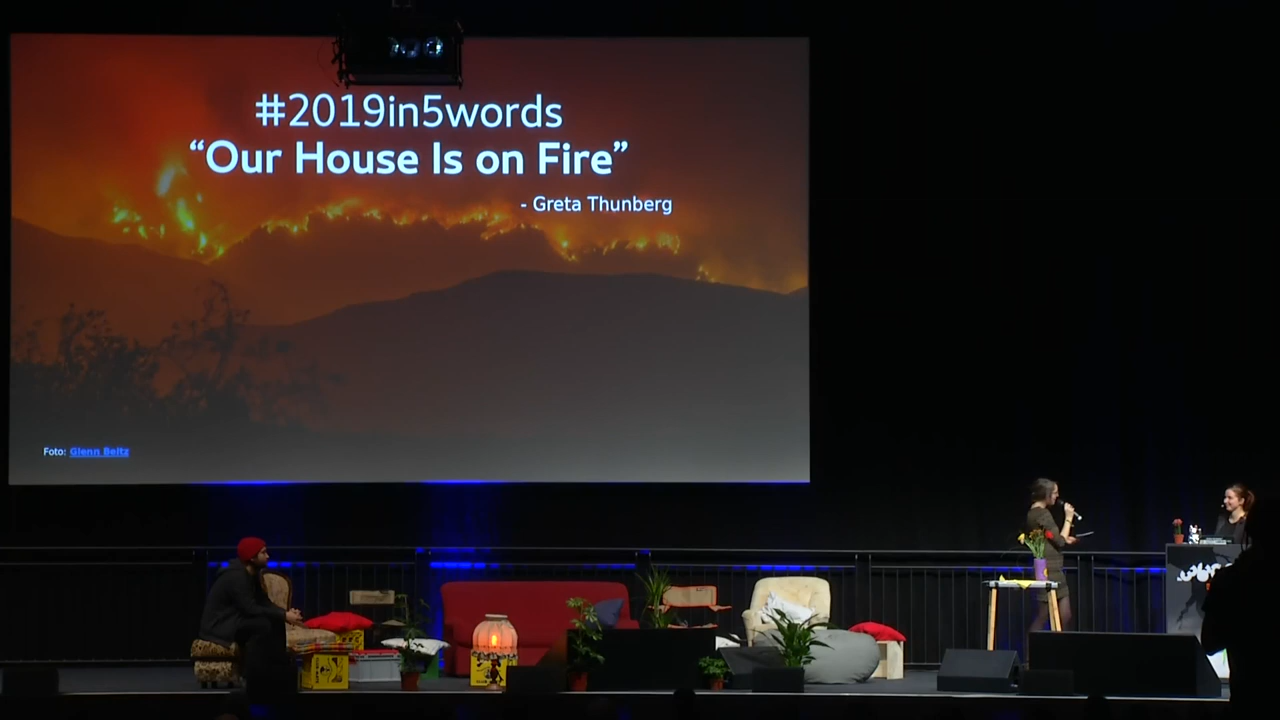 #2019in5words
“Our House Is on Fire”
- Greta Thunberg
Foto: Glenn Beltz